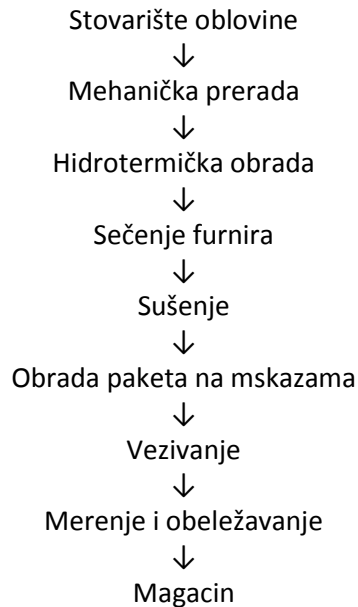 Stovarište oblovine
↓
Mehanička prerada
↓
Hidrotermička obrada
↓
Sečenje furnira
↓
Sušenje
↓
Obrada paketa na mskazama
↓
Vezivanje
↓
Merenje i obeležavanje
↓
Magacin